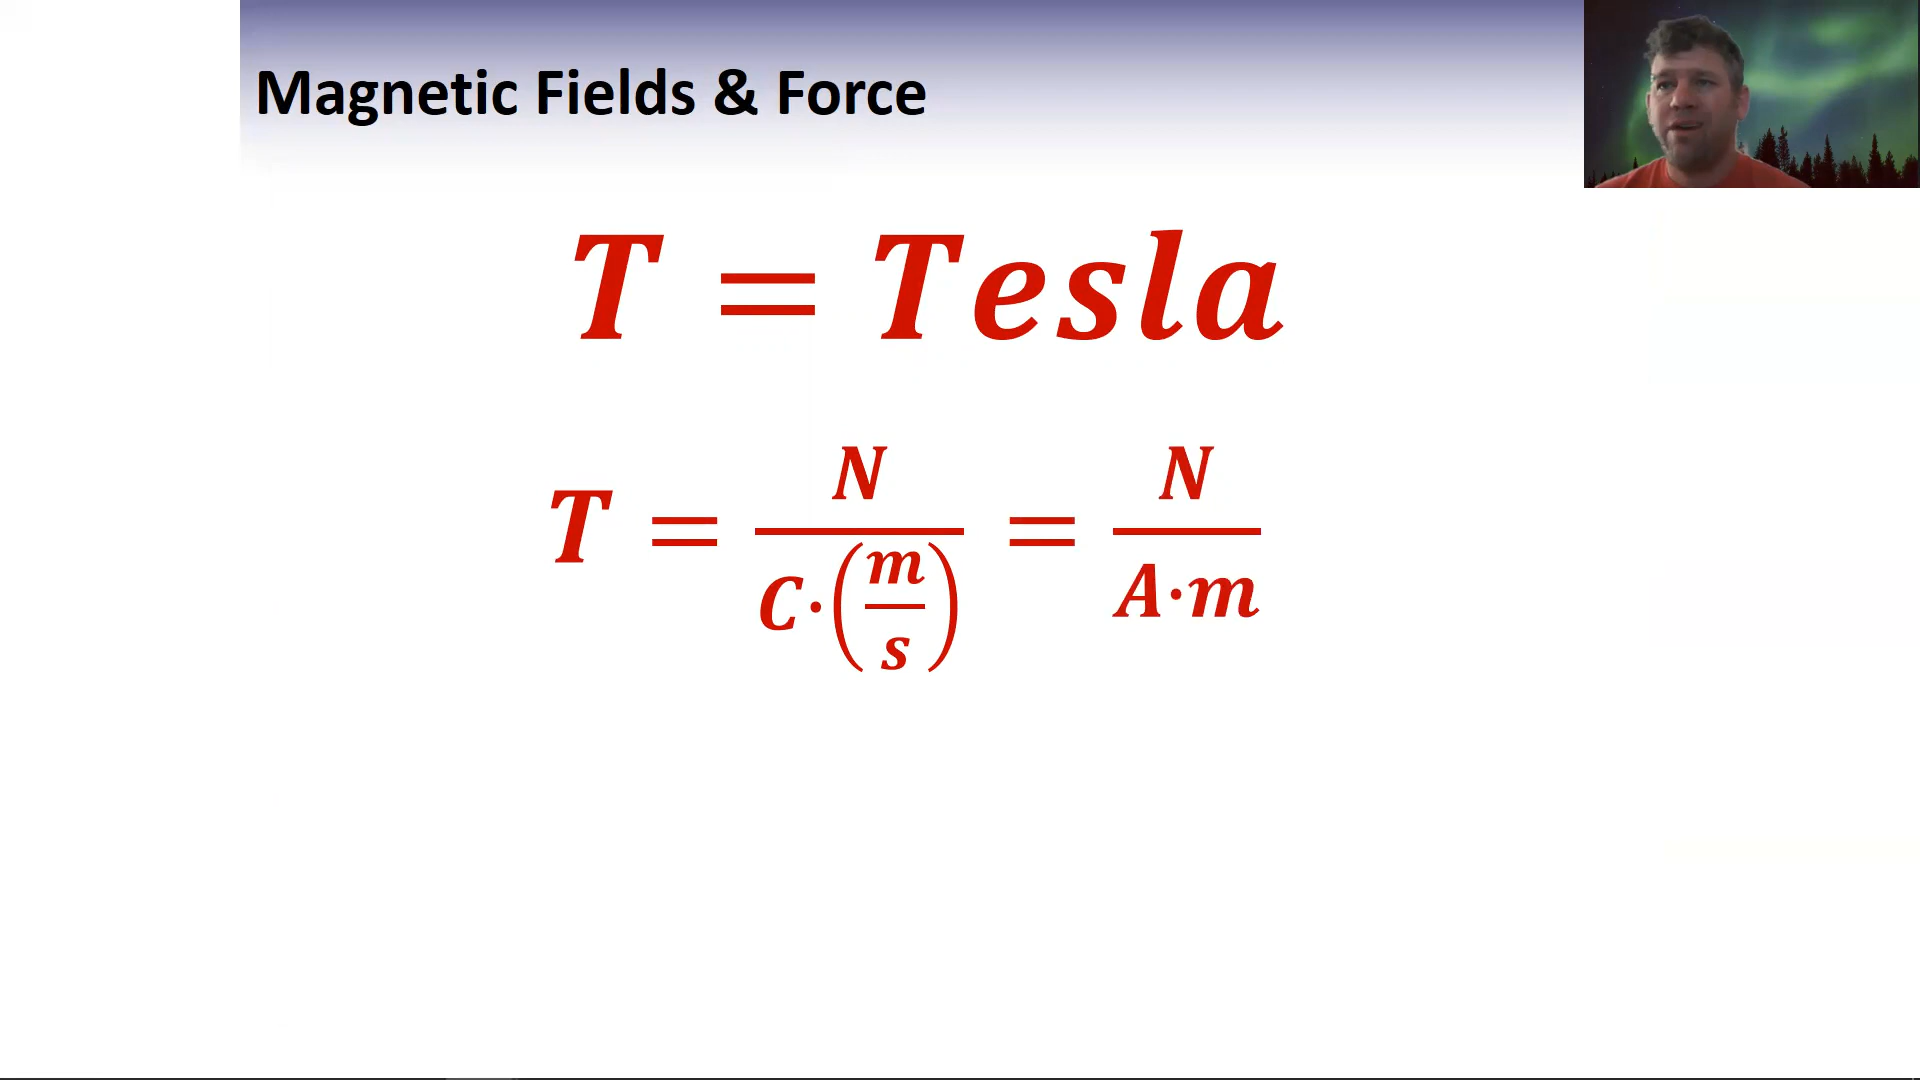 Magnetic Fields & Force
T = Tesla
T = N / (C·(m/s)) = N / (A·m)